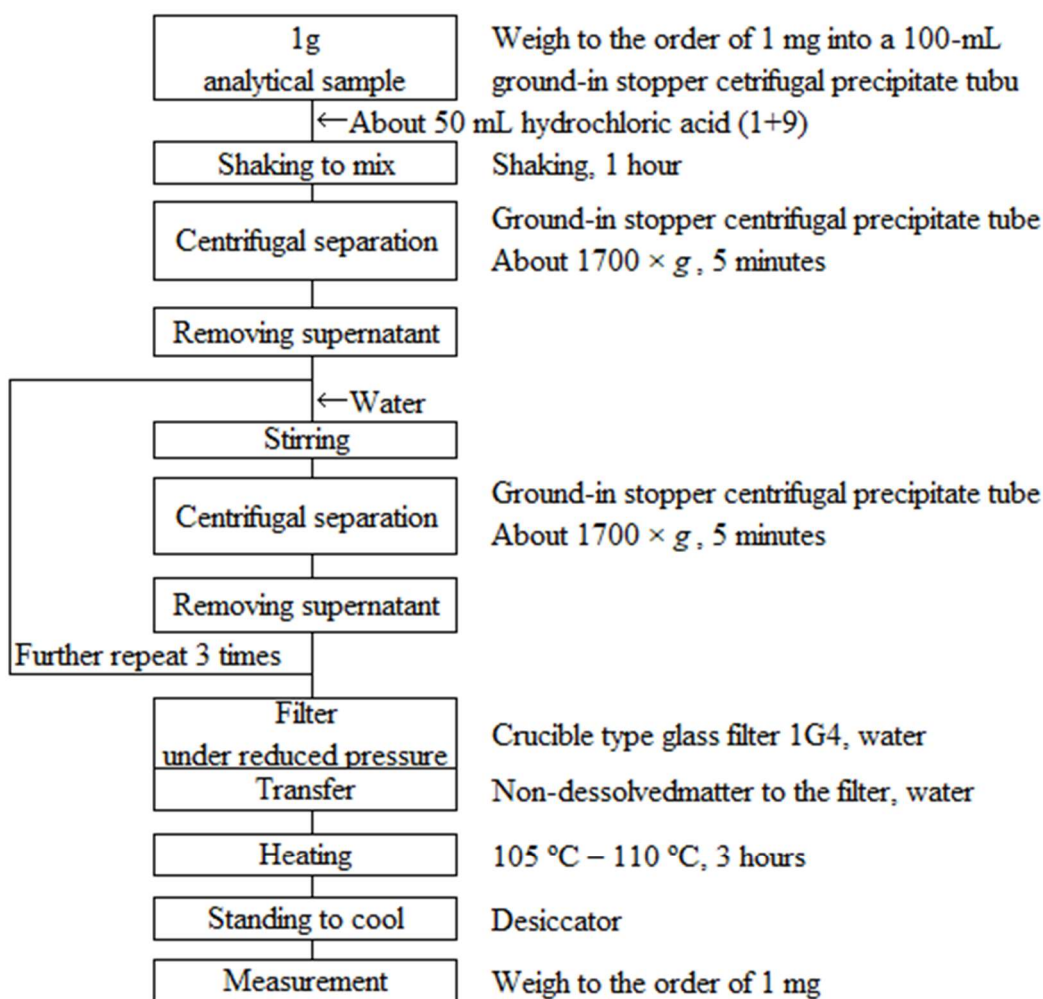 1g
analytical sample
Weigh to the order of 1 mg into a 100-mL
ground-in stopper cetrifugal precipitate tubu
←About 50 mL hydrochloric acid (1+9)
Shaking to mix
Shaking, 1 hour
Centrifugal separation
Ground-in stopper centrifugal precipitate tube
About 1700 × g , 5 minutes
Removing supernatant
←Water
Stirring
Centrifugal separation
Ground-in stopper centrifugal precipitate tube
About 1700 × g , 5 minutes
Removing supernatant
Further repeat 3 times
Filter
under reduced pressure
Crucible type glass filter 1G4, water
Transfer
Non-dessolvedmatter to the filter, water
Heating
105 °C – 110 °C, 3 hours
Standing to cool
Desiccator
Measurement
Weigh to the order of 1 mg